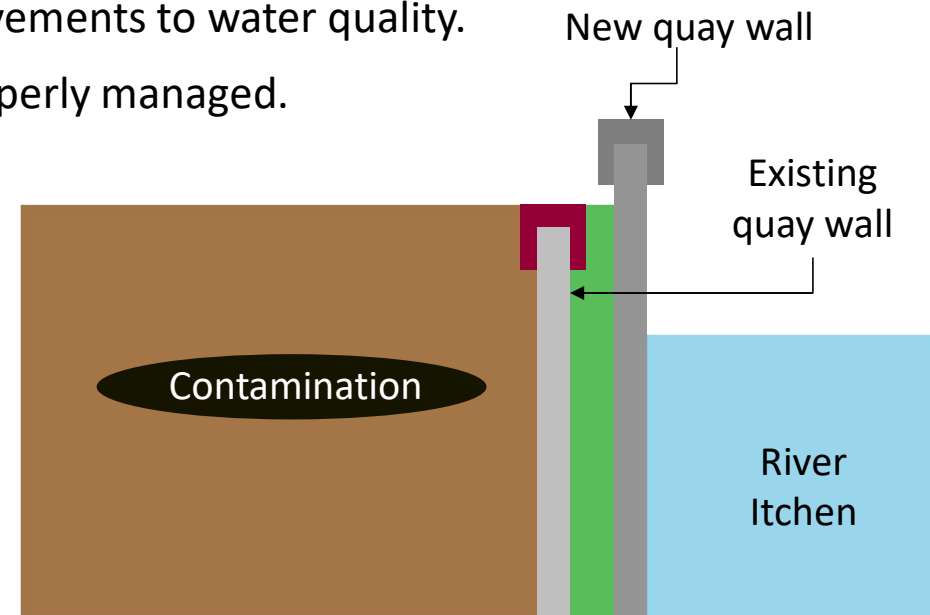 vements to water quality.
perly managed.
New quay wall
Existing
quay wall
Contamination
River
Itchen